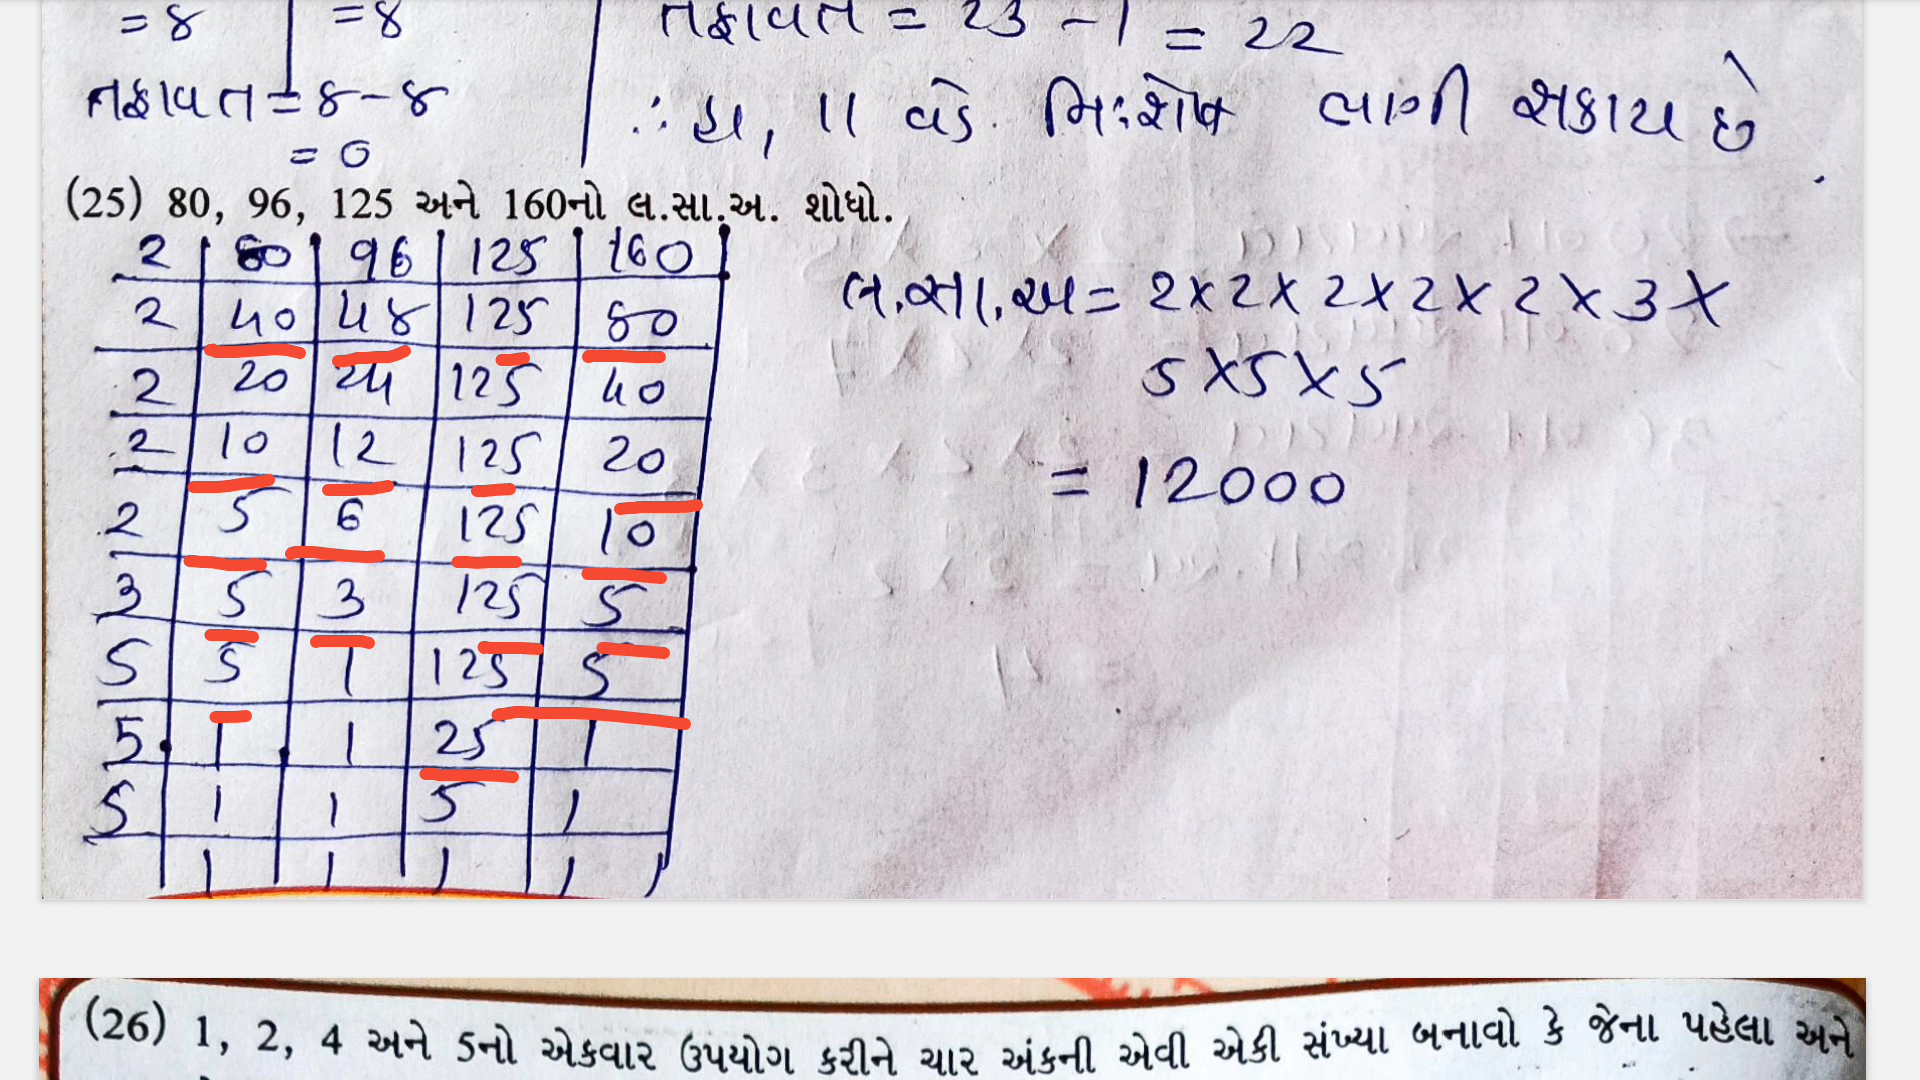 = 8 | = 8
તફાવત = 8 - 8
= 0
તફાવત = 23 - 1 = 22
∴ હા, 11 વડે નિઃશેષ ભાગી શકાય છે
(25) 80, 96, 125 અને 160નો લ.સા.અ. શોધો.
2 | 80 | 96 | 125 | 160
2 | 40 | 48 | 125 | 80
2 | 20 | 24 | 125 | 40
2 | 10 | 12 | 125 | 20
2 | 5 | 6 | 125 | 10
3 | 5 | 3 | 125 | 5
5 | 5 | 1 | 125 | 5
5 | 1 | 1 | 25 | 1
5 | 1 | 1 | 5 | 1
| 1 | 1 | 1 | 1
લ.સા.અ = 2 x 2 x 2 x 2 x 2 x 3 x
5 x 5 x 5
= 12000
(26) 1, 2, 4 અને 5નો એકવાર ઉપયોગ કરીને ચાર અંકની એવી એકી સંખ્યા બનાવો કે જેના પહેલા અને